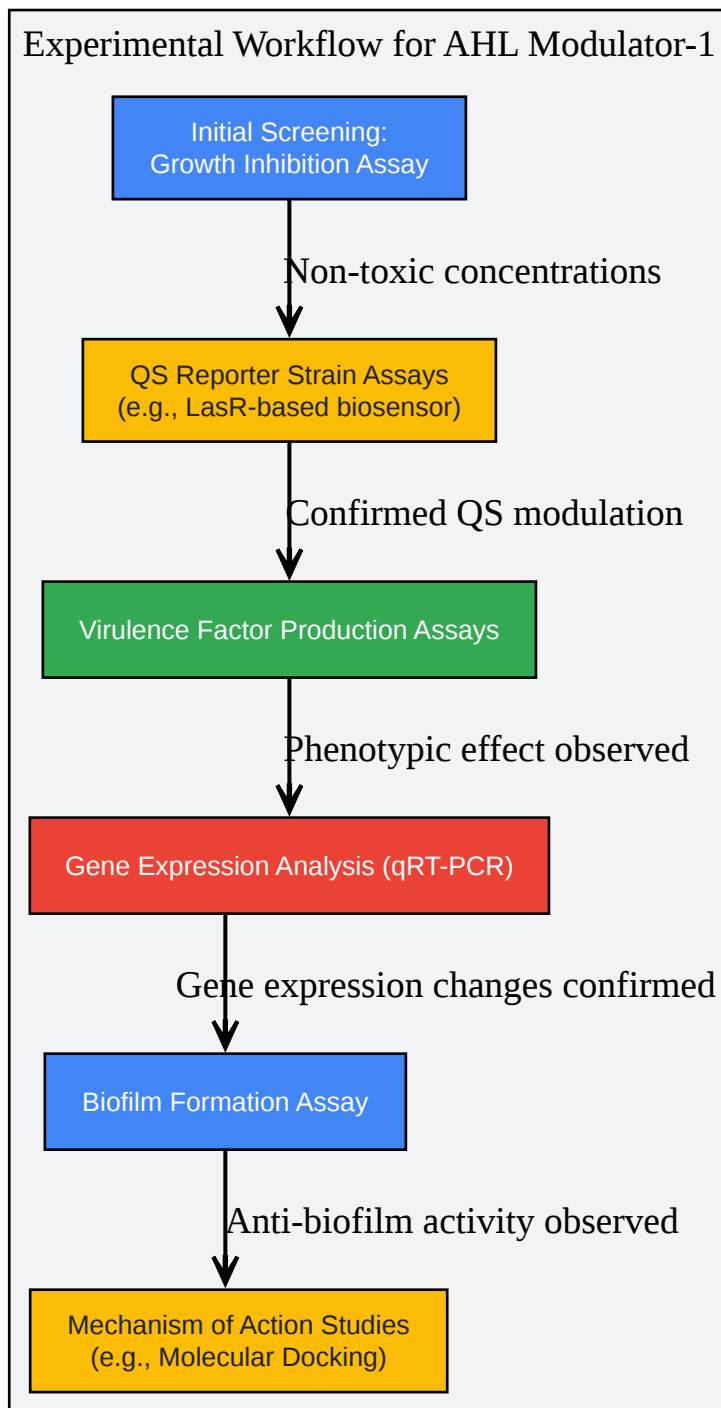 Experimental Workflow for AHL Modulator-1
Initial Screening:
Growth Inhibition Assay
Non-toxic concentrations
QS Reporter Strain Assays
(e.g., LasR-based biosensor)
Confirmed QS modulation
Virulence Factor Production Assays
Phenotypic effect observed
Gene Expression Analysis (qRT-PCR)
Gene expression changes confirmed
Biofilm Formation Assay
Anti-biofilm activity observed
Mechanism of Action Studies
(e.g., Molecular Docking)